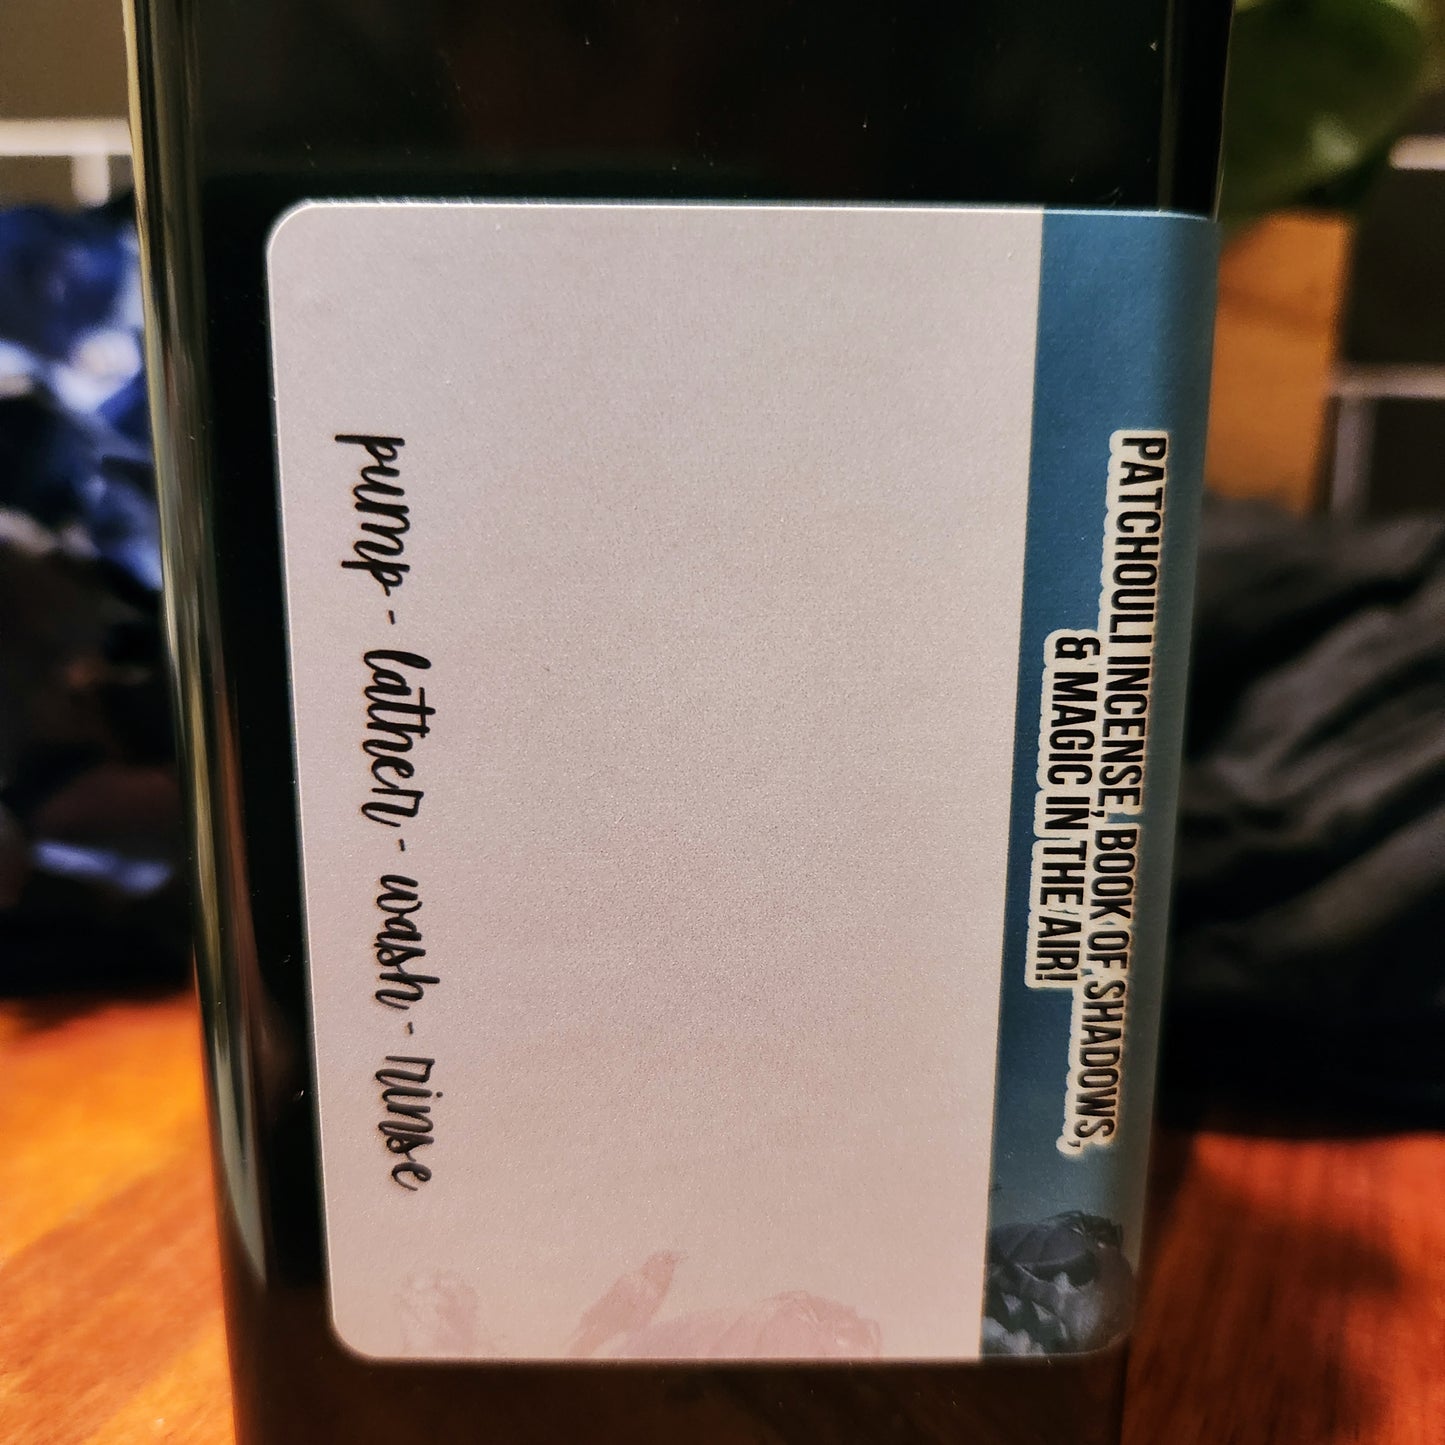 PATCHOULI INCENSE, BOOK OF SHADOWS,
& MAGIC IN THE AIR!
pump - lather - wash - rinse